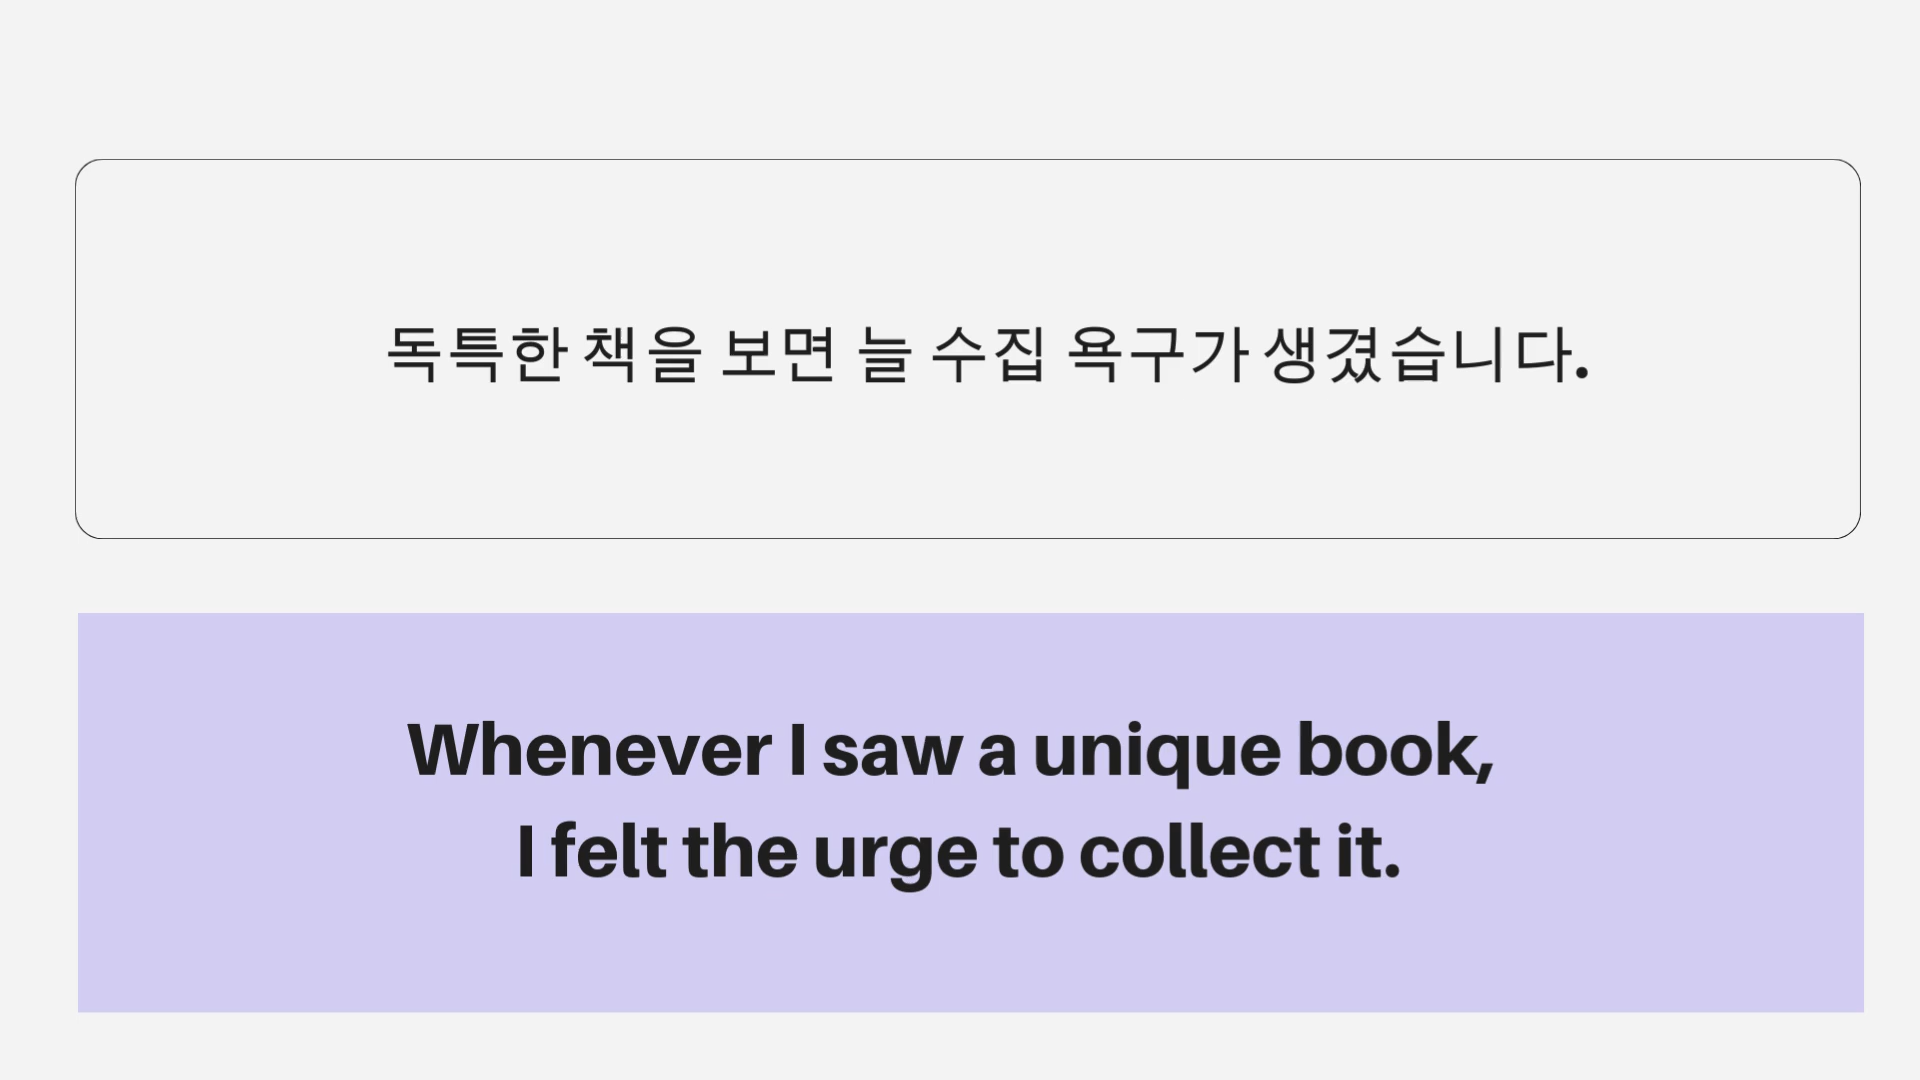 독특한 책을 보면 늘 수집 욕구가 생겼습니다.
Whenever I saw a unique book,
I felt the urge to collect it.